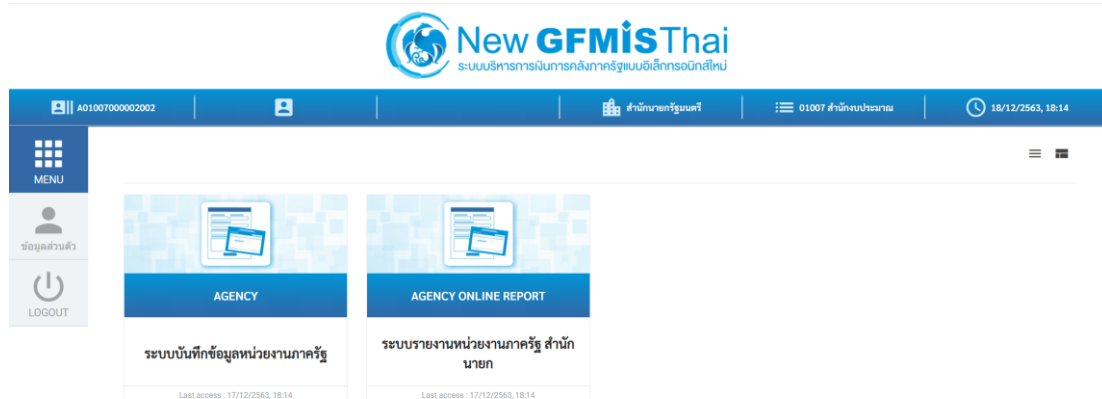 New GFMISThai
ระบบบริหารการเงินการคลังภาครัฐแบบอิเล็กทรอนิกส์ใหม่
A01007000002002 สำนักนายกรัฐมนตรี 01007 สำนักงบประมาณ 18/12/2563, 18:14
MENU
ข้อมูลส่วนตัว
LOGOUT
AGENCY
ระบบบันทึกข้อมูลหน่วยงานภาครัฐ
Last access : 17/12/2563, 18:14
AGENCY ONLINE REPORT
ระบบรายงานหน่วยงานภาครัฐ สำนัก
นายก
Last access : 17/12/2563, 18:14